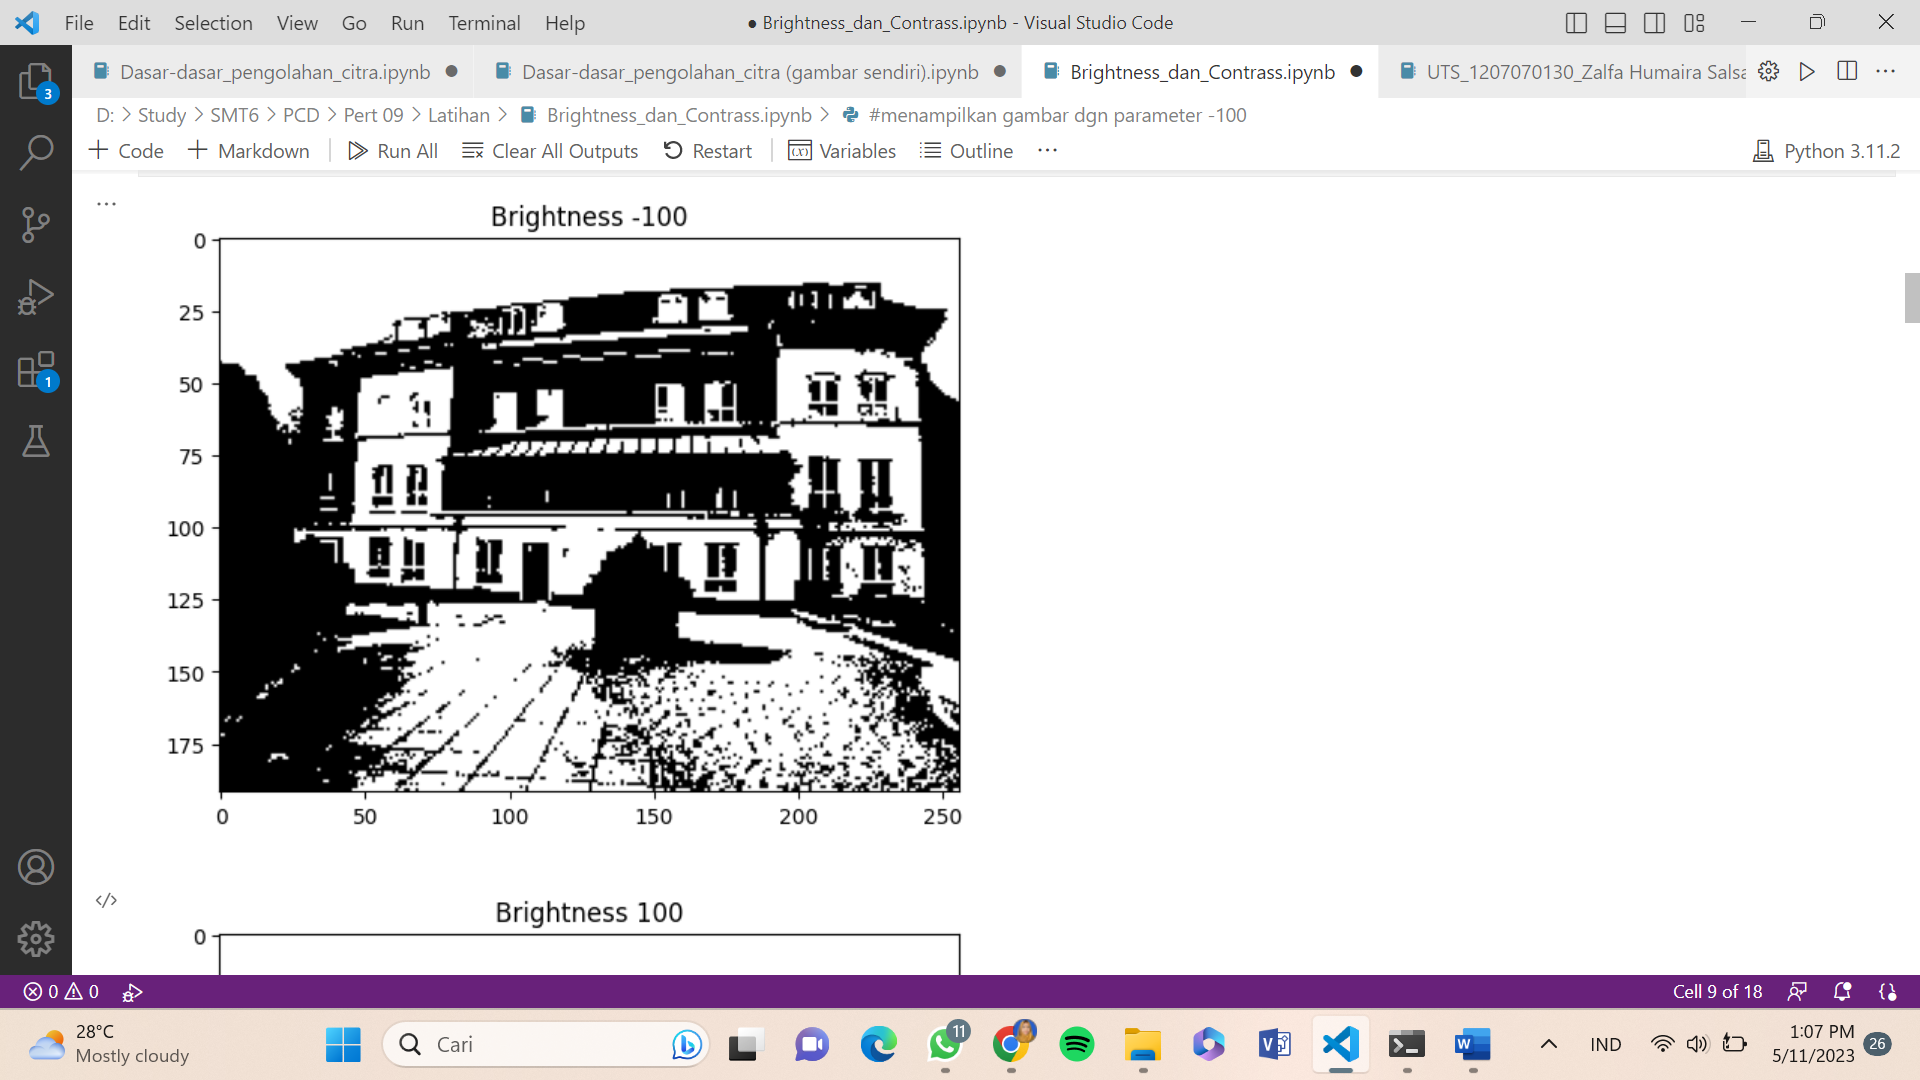 File Edit Selection View Go Run Terminal Help
● Brightness_dan_Contrass.ipynb - Visual Studio Code
Dasar-dasar_pengolahan_citra.ipynb
Dasar-dasar_pengolahan_citra (gambar sendiri).ipynb
Brightness_dan_Contrass.ipynb
UTS_1207070130_Zalfa Humaira Salsa
D: > Study > SMT6 > PCD > Pert 09 > Latihan > Brightness_dan_Contrass.ipynb > #menampilkan gambar dgn parameter -100
+ Code + Markdown Run All Clear All Outputs Restart Variables Outline ...
Python 3.11.2
3
1
...
Brightness -100
0
25
50
75
100
125
150
175
0 50 100 150 200 250
</>
Brightness 100
0
0 0
Cell 9 of 18
28°C
Mostly cloudy
Cari
11
IND
1:07 PM
5/11/2023
26